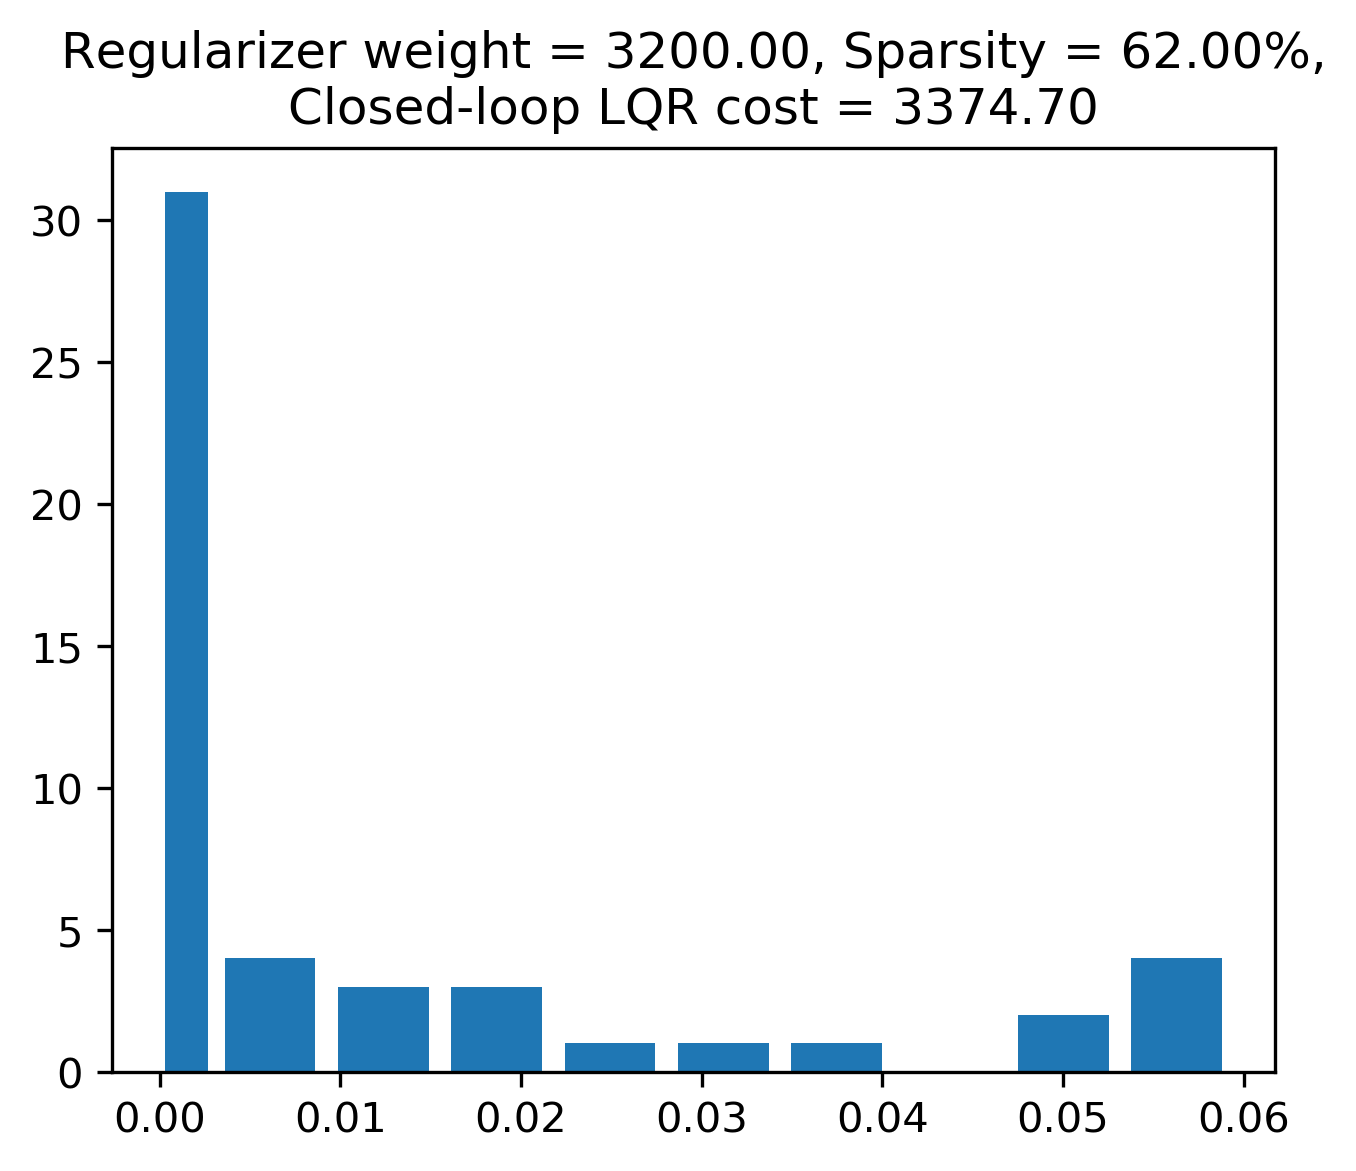 Regularizer weight = 3200.00, Sparsity = 62.00%,
Closed-loop LQR cost = 3374.70
30
25
20
15
10
5
0
0.00 0.01 0.02 0.03 0.04 0.05 0.06